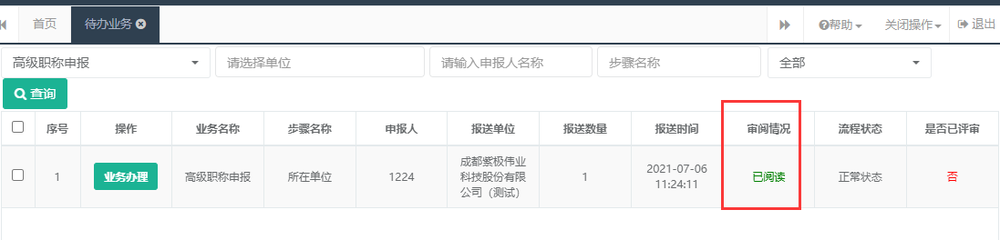 首页
待办业务
帮助
关闭操作
退出
高级职称申报
请选择单位
请输入申报人名称
步骤名称
全部
查询
序号
操作
业务名称
步骤名称
申报人
报送单位
报送数量
报送时间
审阅情况
流程状态
是否已评审
1
业务办理
高级职称申报
所在单位
1224
成都紫极伟业
科技股份有限
公司（测试）
1
2021-07-06
11:24:11
已阅读
正常状态
否